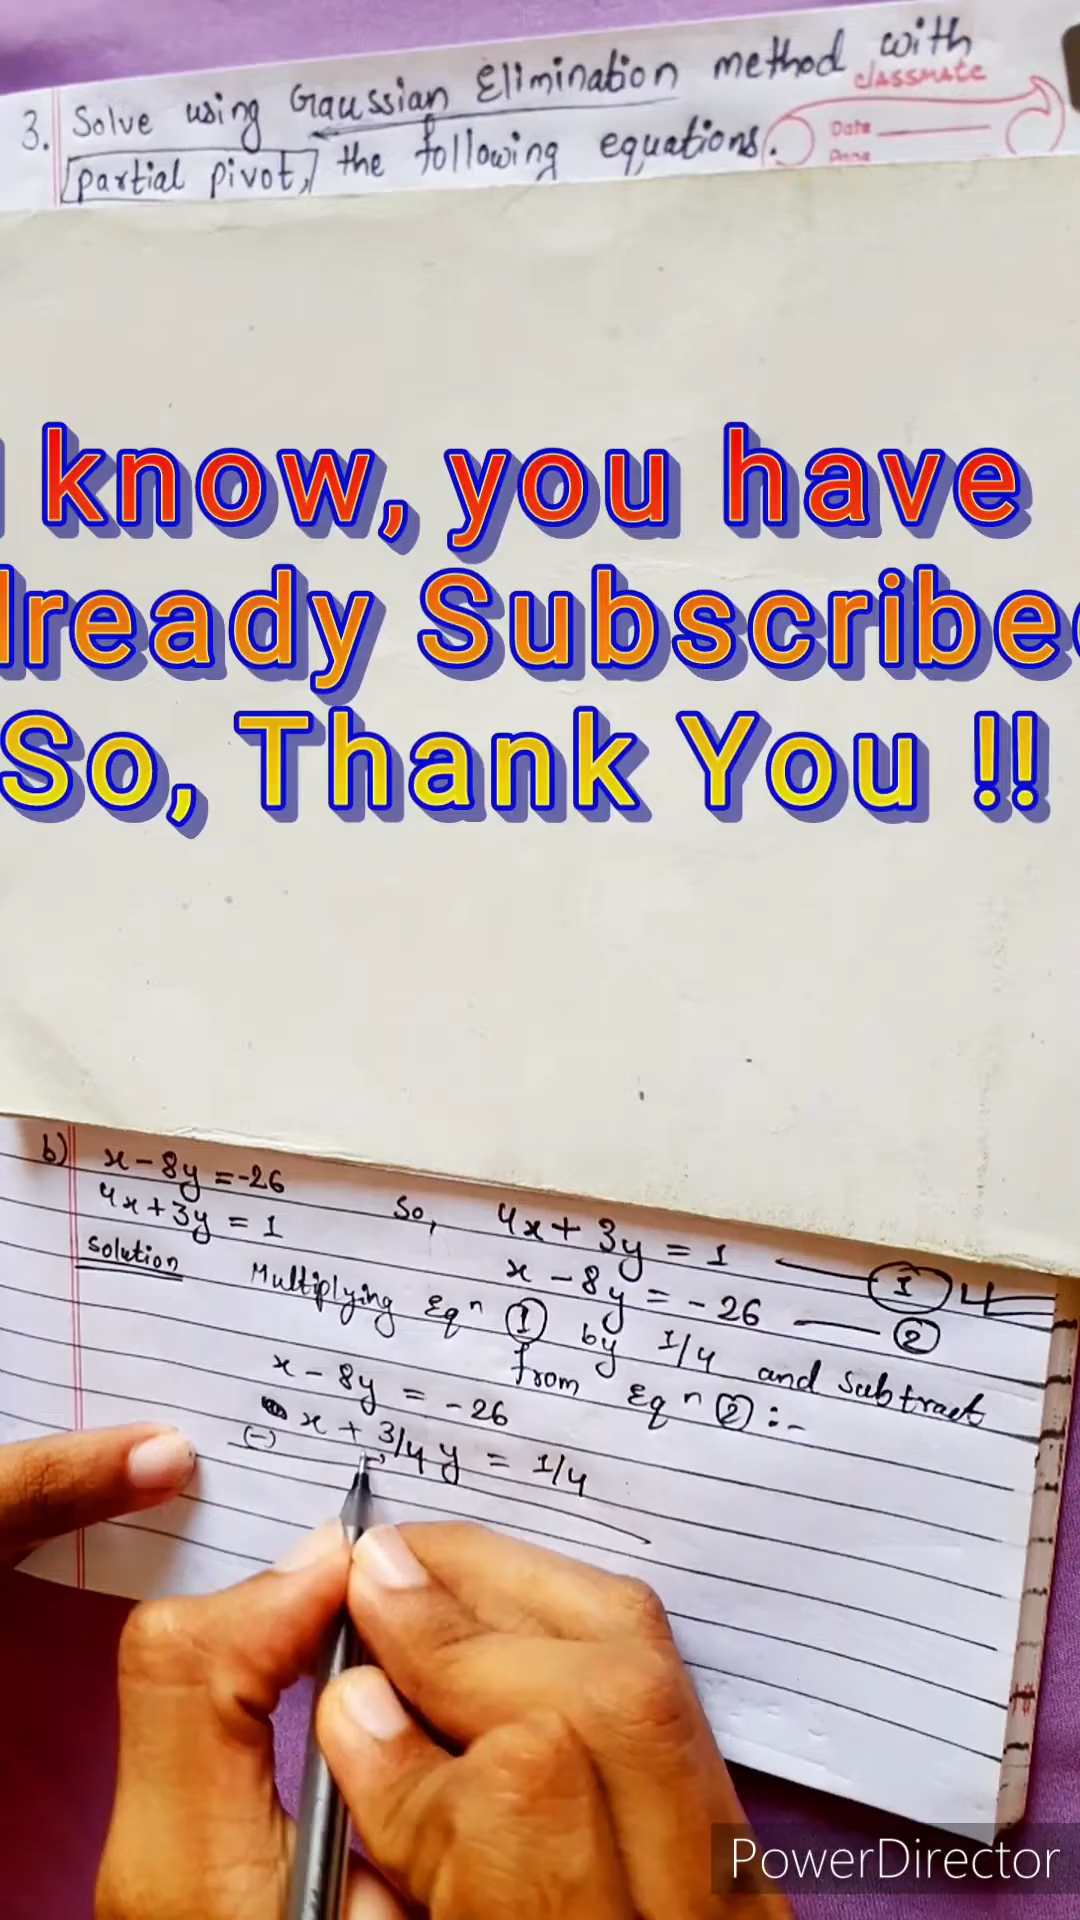 3. Solve using Gaussian Elimination method with
classmate
partial pivot, the following equations.
Date
know, you have
Subscribe
So, Thank You !!
b) x - 8y = -26
4x + 3y = 1
So, 4x + 3y = 1 — ①
x - 8y = -26 — ②
Solution
Multiplying Eqⁿ ① by 1/4 and Subtract
from Eqⁿ ② :-
x - 8y = -26
x + 3/4 y = 1/4
(-)
PowerDirector